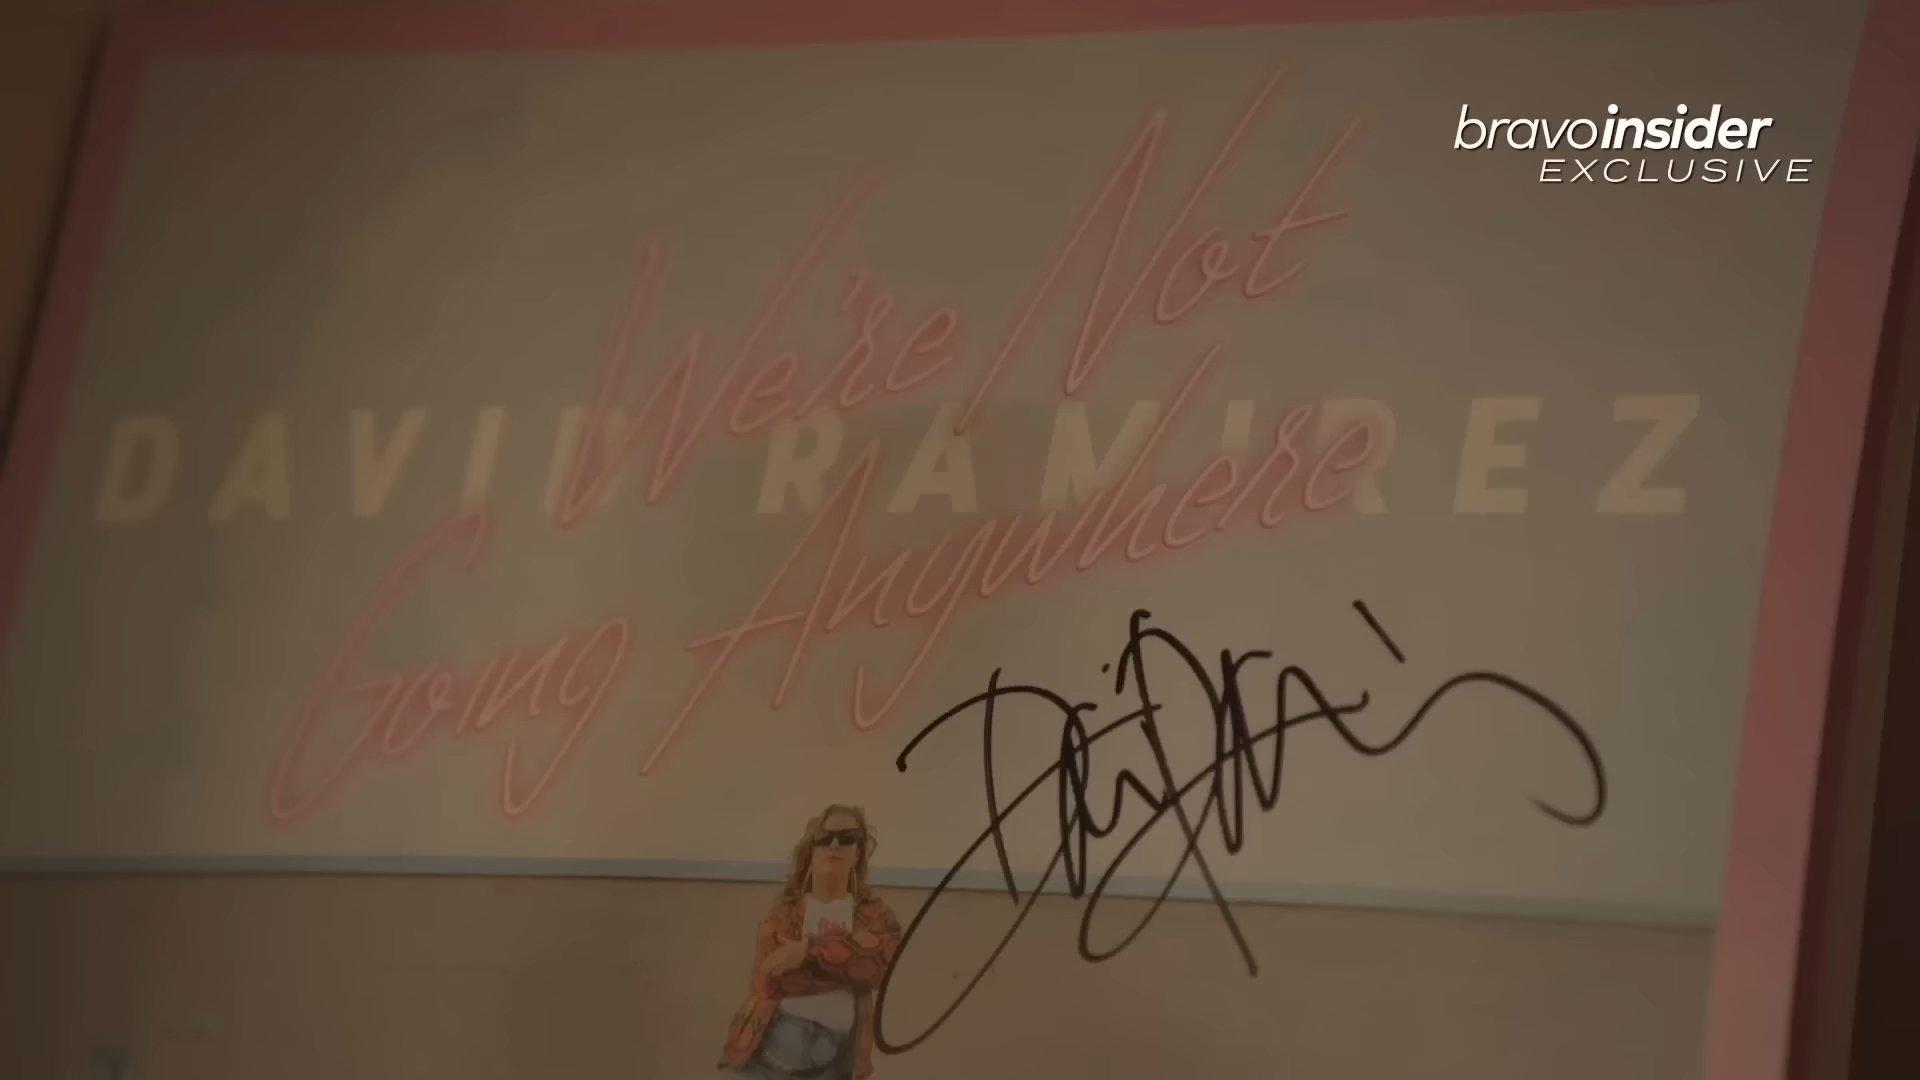 bravoinsider
EXCLUSIVE
We're Not
DAVID RAMIREZ
Going Anywhere